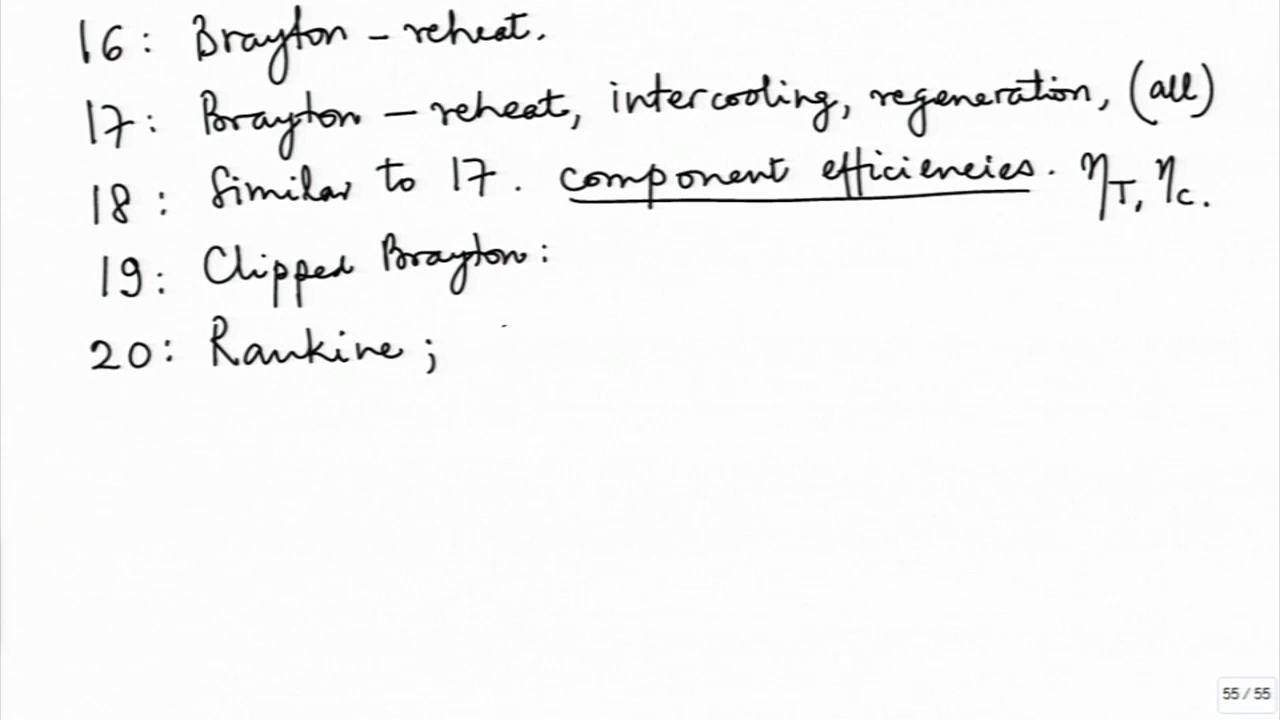 16: Brayton - reheat.
17: Brayton - reheat, intercooling, regeneration, (all)
18: Similar to 17. component efficiencies. ηT, ηc.
19: Clipped Brayton:
20: Rankine;
55 / 55